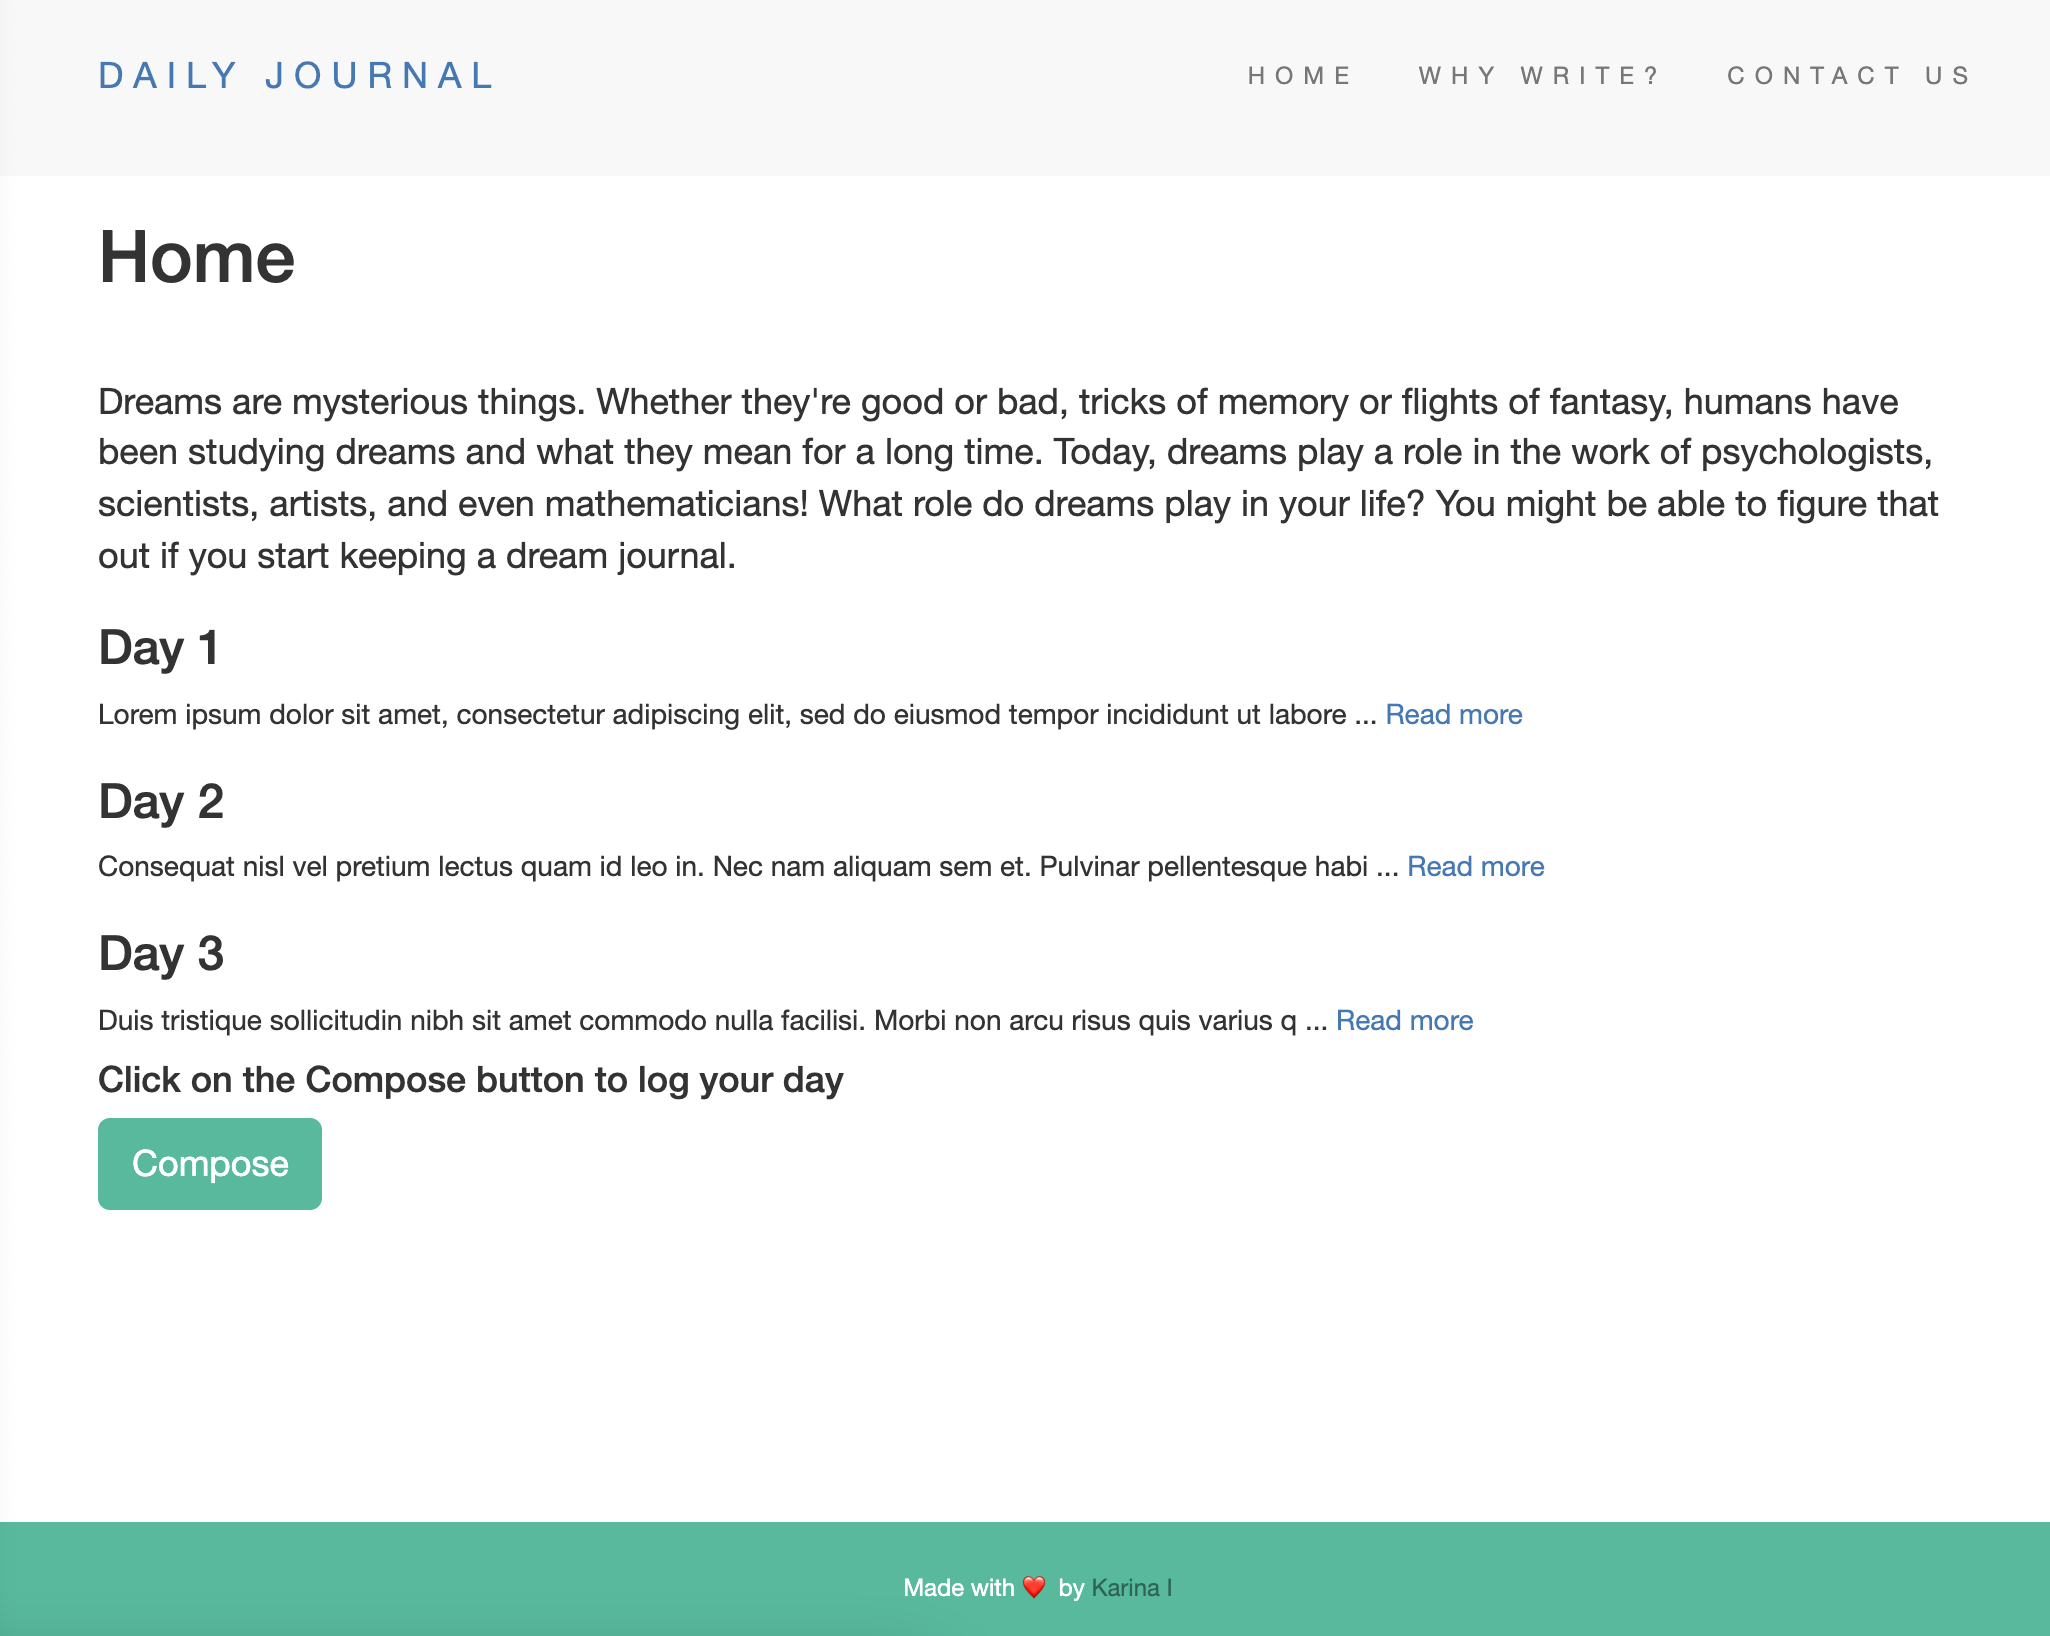 DAILY JOURNAL
HOME WHY WRITE? CONTACT US
Home
Dreams are mysterious things. Whether they're good or bad, tricks of memory or flights of fantasy, humans have
been studying dreams and what they mean for a long time. Today, dreams play a role in the work of psychologists,
scientists, artists, and even mathematicians! What role do dreams play in your life? You might be able to figure that
out if you start keeping a dream journal.
Day 1
Lorem ipsum dolor sit amet, consectetur adipiscing elit, sed do eiusmod tempor incididunt ut labore ... Read more
Day 2
Consequat nisl vel pretium lectus quam id leo in. Nec nam aliquam sem et. Pulvinar pellentesque habi ... Read more
Day 3
Duis tristique sollicitudin nibh sit amet commodo nulla facilisi. Morbi non arcu risus quis varius q ... Read more
Click on the Compose button to log your day
Compose
Made with ❤️ by Karina I